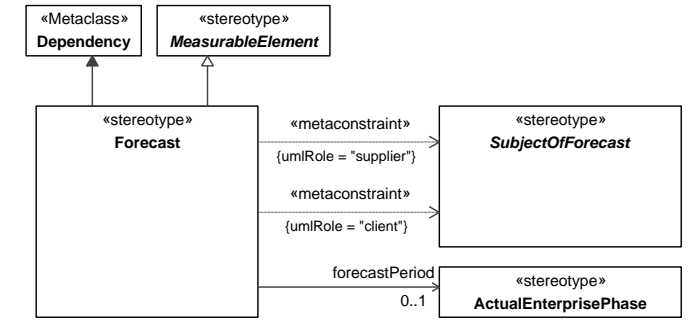 «Metaclass»
Dependency
«stereotype»
MeasurableElement
«stereotype»
Forecast
«metaconstraint»
{umlRole = "supplier"}
«metaconstraint»
{umlRole = "client"}
«stereotype»
SubjectOfForecast
forecastPeriod
0..1
«stereotype»
ActualEnterprisePhase